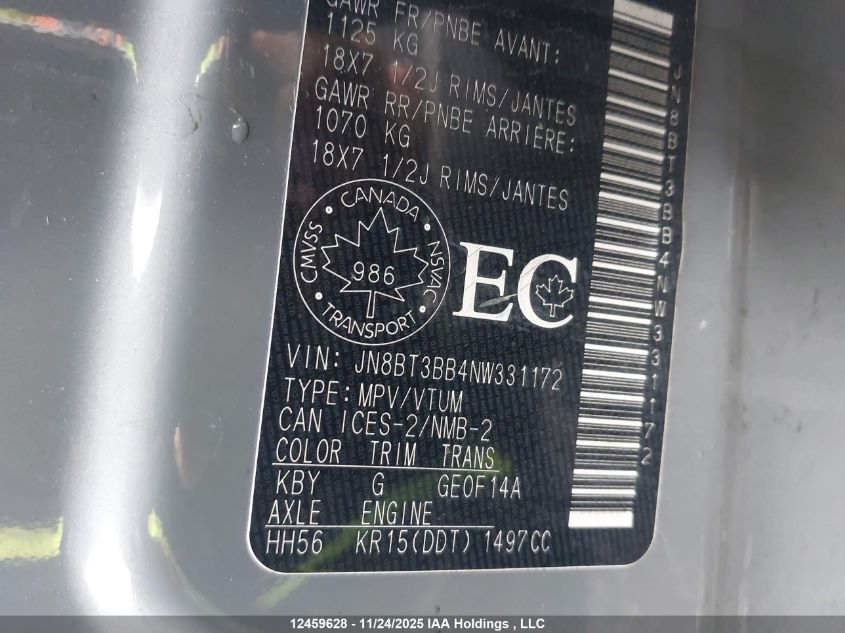 GAWR FR/PNBE AVANT:
1125 KG
18X7 1/2J RIMS/JANTES
GAWR RR/PNBE ARRIÈRE:
1070 KG
18X7 1/2J RIMS/JANTES
CANADA
CMVSS
NSVAC
986
TRANSPORT
EC
VIN: JN8BT3BB4NW331172
TYPE: MPV/VTUM
CAN ICES-2/NMB-2
COLOR TRIM TRANS
KBY G GE0F14A
AXLE ENGINE
HH56 KR15(DDT) 1497CC
JN8BT3BB4NW331172
12459628 - 11/24/2025 IAA Holdings , LLC